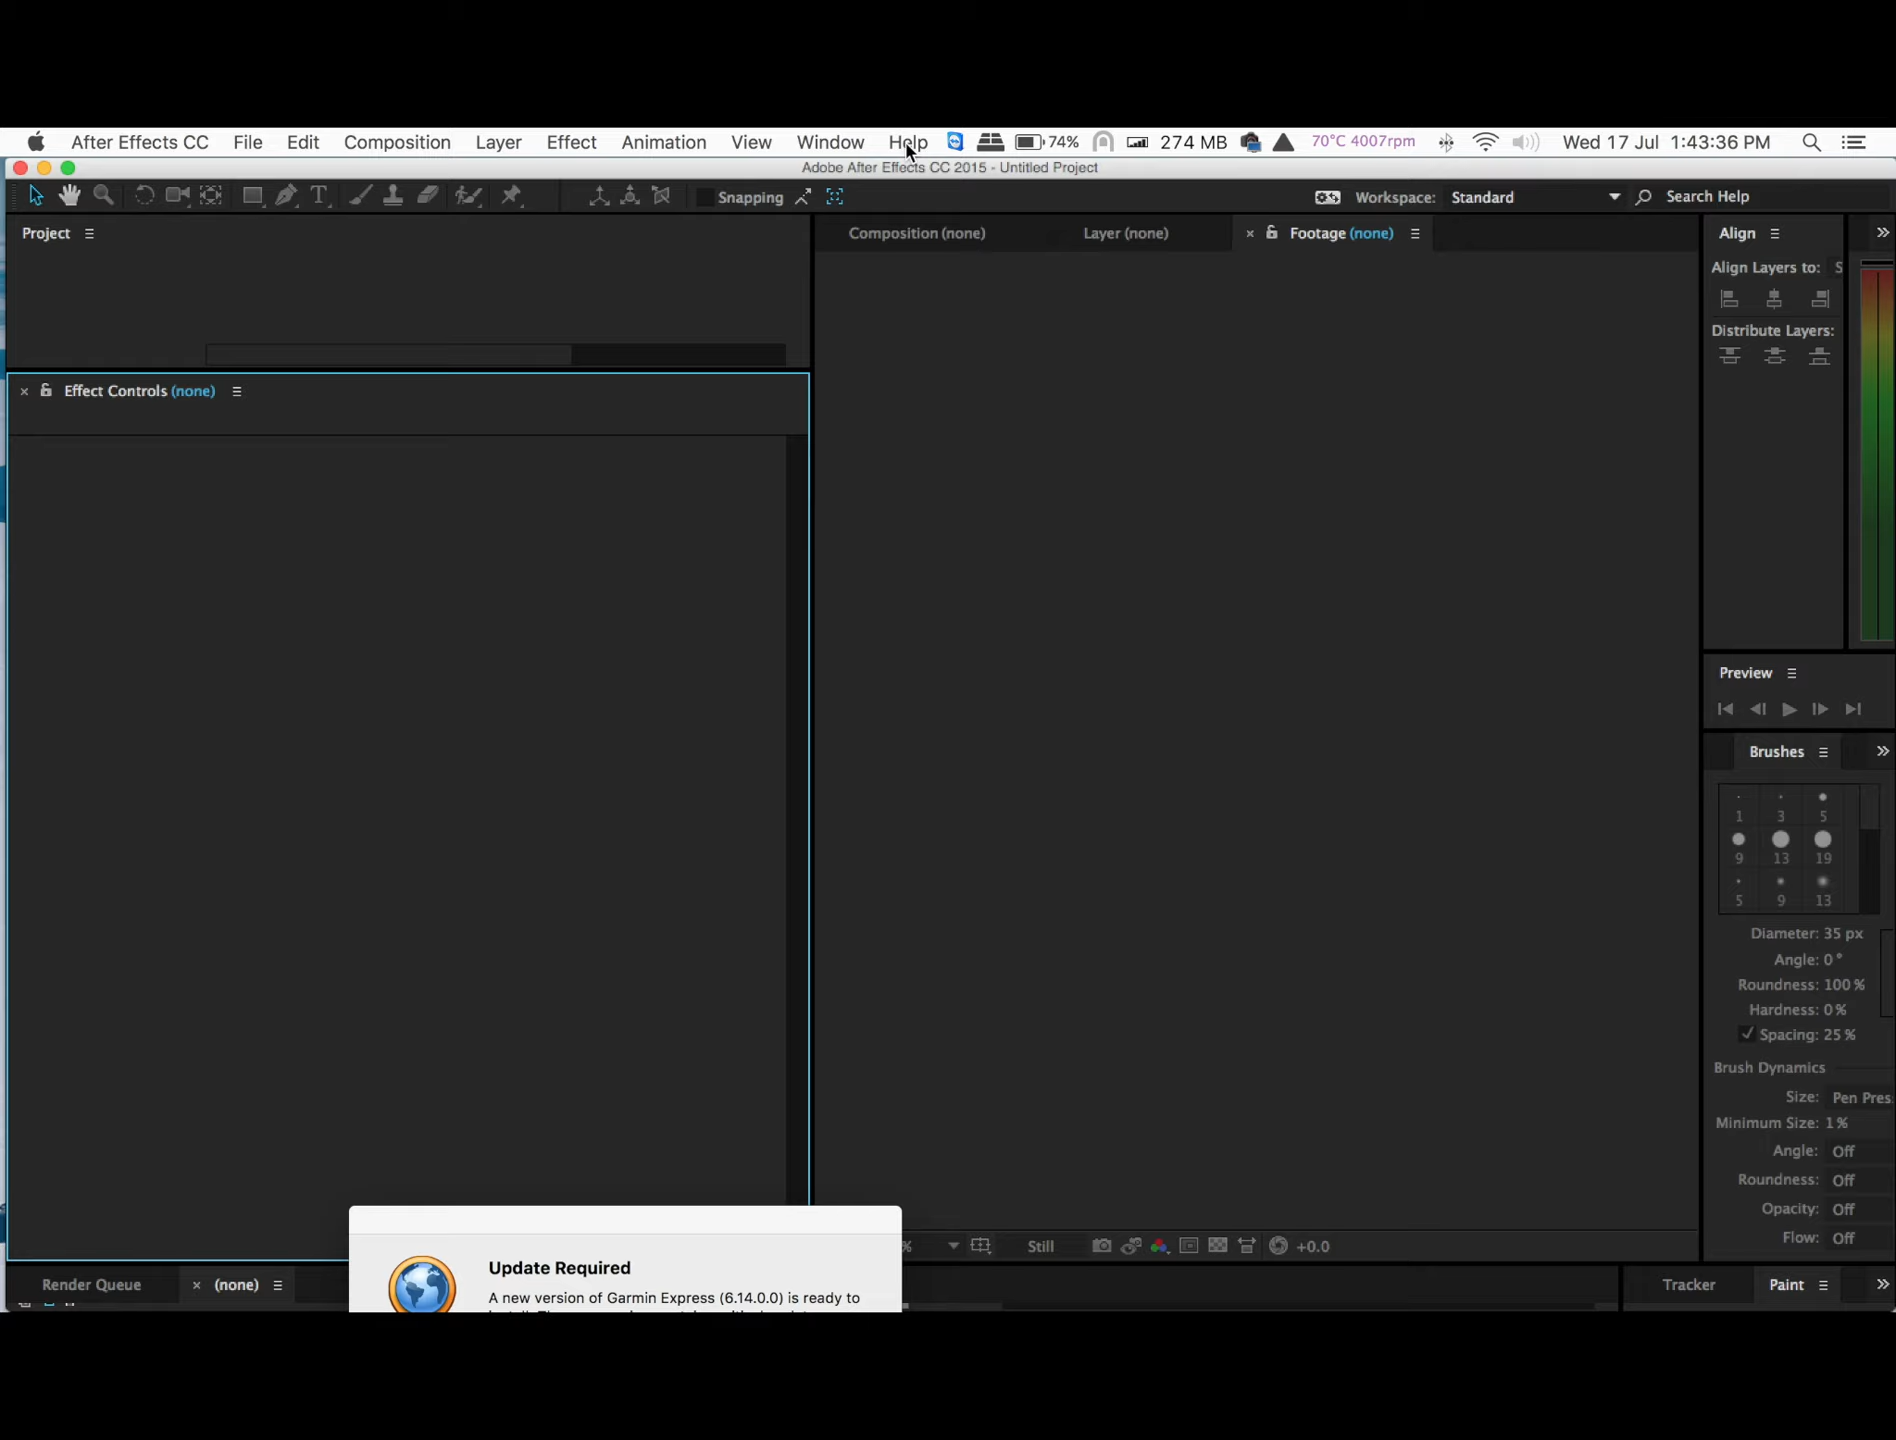 After Effects CC File Edit Composition Layer Effect Animation View Window Help 74% 274 MB 70°C 4007rpm Wed 17 Jul 1:43:36 PM
Adobe After Effects CC 2015 - Untitled Project
Snapping Workspace: Standard Search Help
Project
Composition (none) Layer (none) Footage (none)
Align
Align Layers to: S
Distribute Layers:
Effect Controls (none)
Preview
Brushes
1 3 5
9 13 19
5 9 13
Diameter: 35 px
Angle: 0°
Roundness: 100 %
Hardness: 0 %
Spacing: 25 %
Brush Dynamics
Size: Pen Pres
Minimum Size: 1 %
Angle: Off
Roundness: Off
Opacity: Off
Flow: Off
% Still +0.0
Render Queue (none)
Tracker Paint
Update Required
A new version of Garmin Express (6.14.0.0) is ready to